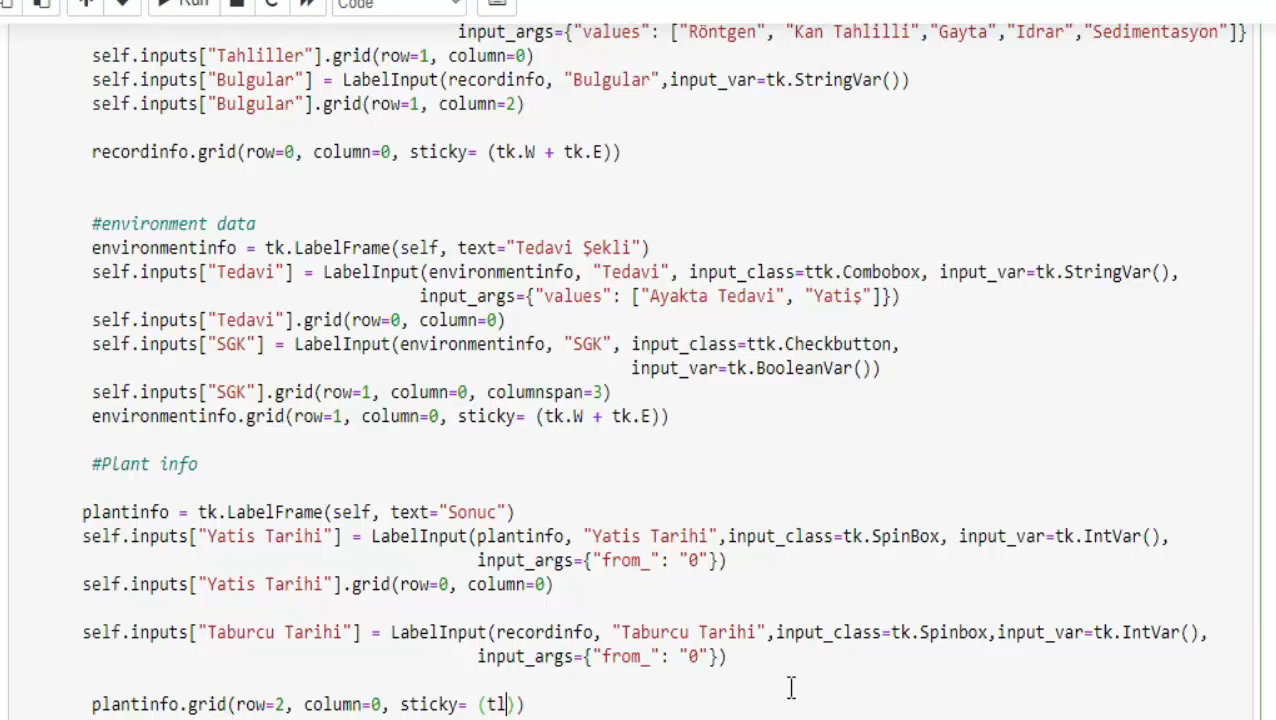 Run
Code
input_args={"values": ["Röntgen", "Kan Tahlilli","Gayta","Idrar","Sedimentasyon"]}
self.inputs["Tahliller"].grid(row=1, column=0)
self.inputs["Bulgular"] = LabelInput(recordinfo, "Bulgular",input_var=tk.StringVar())
self.inputs["Bulgular"].grid(row=1, column=2)
recordinfo.grid(row=0, column=0, sticky= (tk.W + tk.E))
#environment data
environmentinfo = tk.LabelFrame(self, text="Tedavi Şekli")
self.inputs["Tedavi"] = LabelInput(environmentinfo, "Tedavi", input_class=ttk.Combobox, input_var=tk.StringVar(),
input_args={"values": ["Ayakta Tedavi", "Yatiş"]})
self.inputs["Tedavi"].grid(row=0, column=0)
self.inputs["SGK"] = LabelInput(environmentinfo, "SGK", input_class=ttk.Checkbutton,
input_var=tk.BooleanVar())
self.inputs["SGK"].grid(row=1, column=0, columnspan=3)
environmentinfo.grid(row=1, column=0, sticky= (tk.W + tk.E))
#Plant info
plantinfo = tk.LabelFrame(self, text="Sonuc")
self.inputs["Yatis Tarihi"] = LabelInput(plantinfo, "Yatis Tarihi",input_class=tk.SpinBox, input_var=tk.IntVar(),
input_args={"from_": "0"})
self.inputs["Yatis Tarihi"].grid(row=0, column=0)
self.inputs["Taburcu Tarihi"] = LabelInput(recordinfo, "Taburcu Tarihi",input_class=tk.Spinbox,input_var=tk.IntVar(),
input_args={"from_": "0"})
plantinfo.grid(row=2, column=0, sticky= (tl))